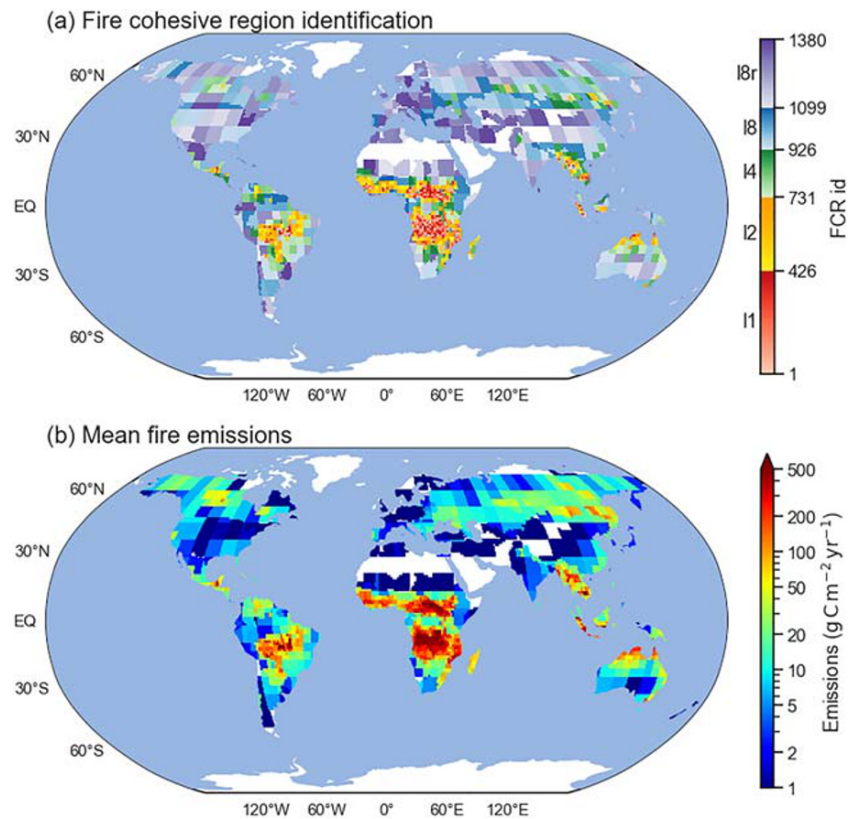 (a) Fire cohesive region identification
60°N
30°N
EQ
30°S
60°S
120°W 60°W 0° 60°E 120°E
l8r
l8
l4
l2
l1
1380
1099
926
731
426
1
FCR id
(b) Mean fire emissions
60°N
30°N
EQ
30°S
60°S
120°W 60°W 0° 60°E 120°E
500
200
100
50
20
10
5
2
1
Emissions (g C m⁻² yr⁻¹)